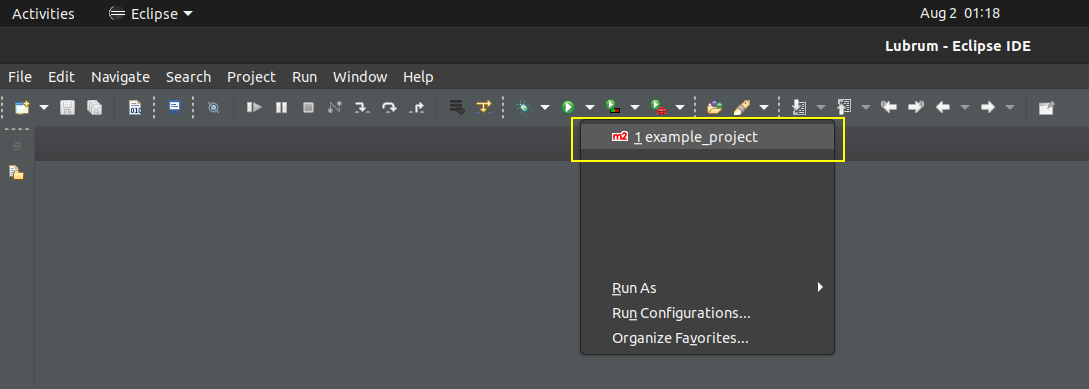 Activities Eclipse Aug 2 01:18
Lubrum - Eclipse IDE
File Edit Navigate Search Project Run Window Help
010
m2 1 example_project
Run As
Run Configurations...
Organize Favorites...